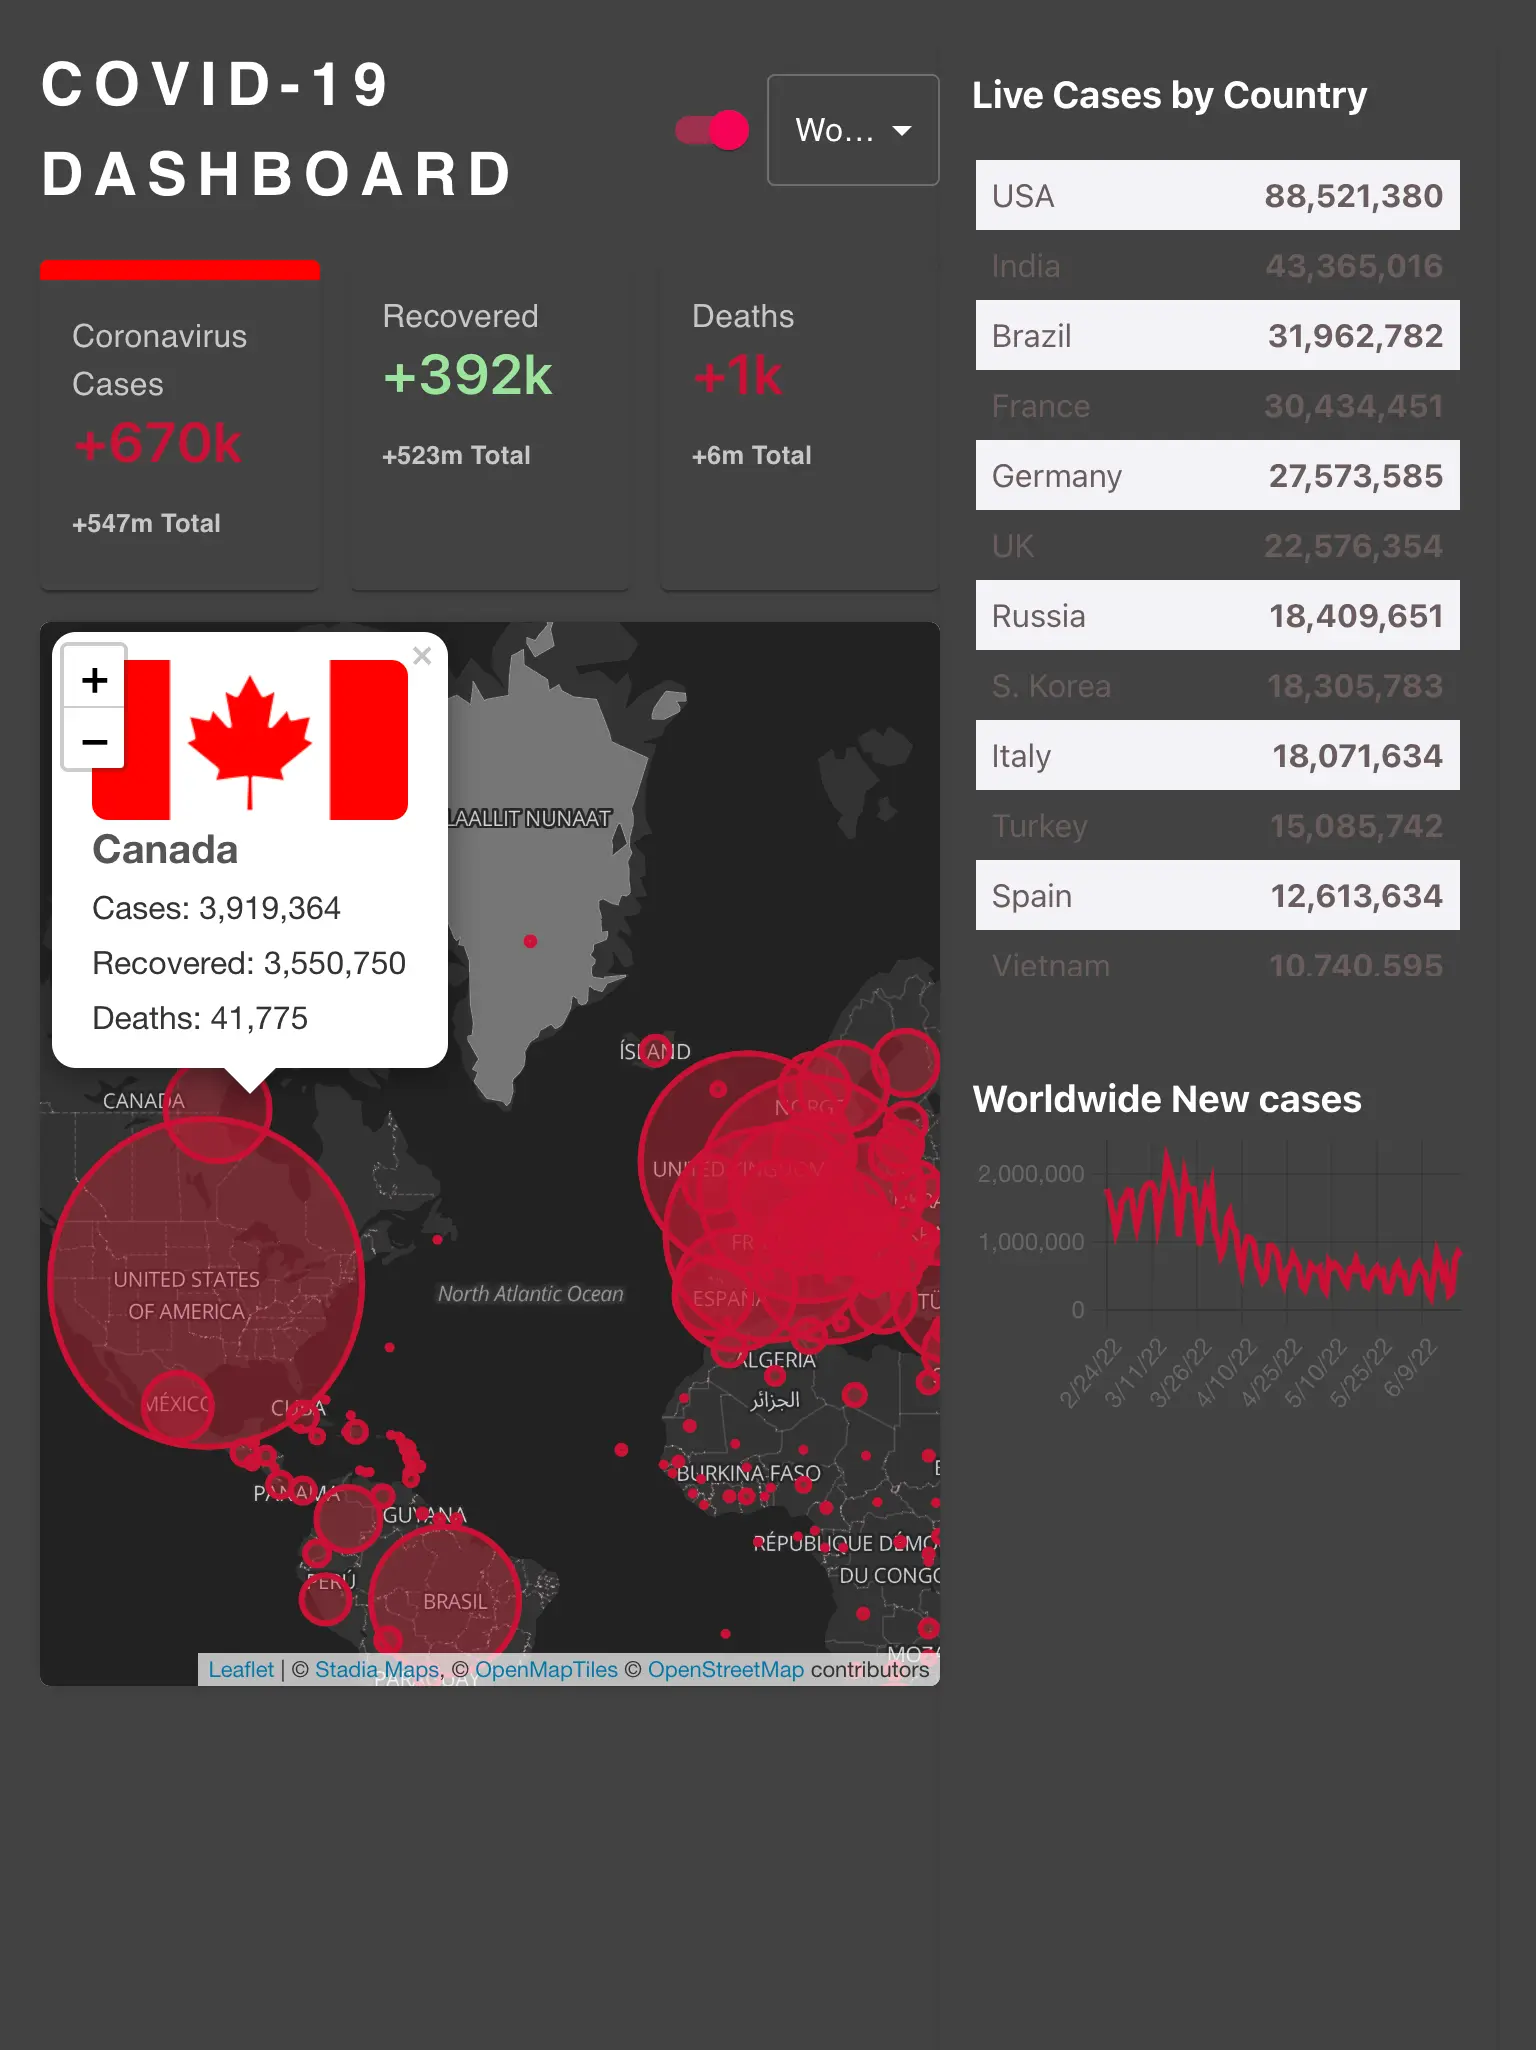 COVID-19
DASHBOARD
Wo...
Coronavirus
Cases
+670k
+547m Total
Recovered
+392k
+523m Total
Deaths
+1k
+6m Total
+
−
×
Canada
Cases: 3,919,364
Recovered: 3,550,750
Deaths: 41,775
LAALLIT NUNAAT
ÍSLAND
CANADA
NORGE
UNITED KINGDOM
UNITED STATES
OF AMERICA
North Atlantic Ocean
ESPAÑA
ALGERIA
الجزائر
MÉXICO
CUBA
PANAMA
GUYANA
BURKINA FASO
RÉPUBLIQUE DÉMO
DU CONGO
PERÚ
BRASIL
MOZA
PARAGUAY
Leaflet | © Stadia Maps, © OpenMapTiles © OpenStreetMap contributors
Live Cases by Country
USA 88,521,380
India 43,365,016
Brazil 31,962,782
France 30,434,451
Germany 27,573,585
UK 22,576,354
Russia 18,409,651
S. Korea 18,305,783
Italy 18,071,634
Turkey 15,085,742
Spain 12,613,634
Vietnam 10,740,595
Worldwide New cases
2,000,000
1,000,000
0
2/24/22
3/11/22
3/26/22
4/10/22
4/25/22
5/10/22
5/25/22
6/9/22